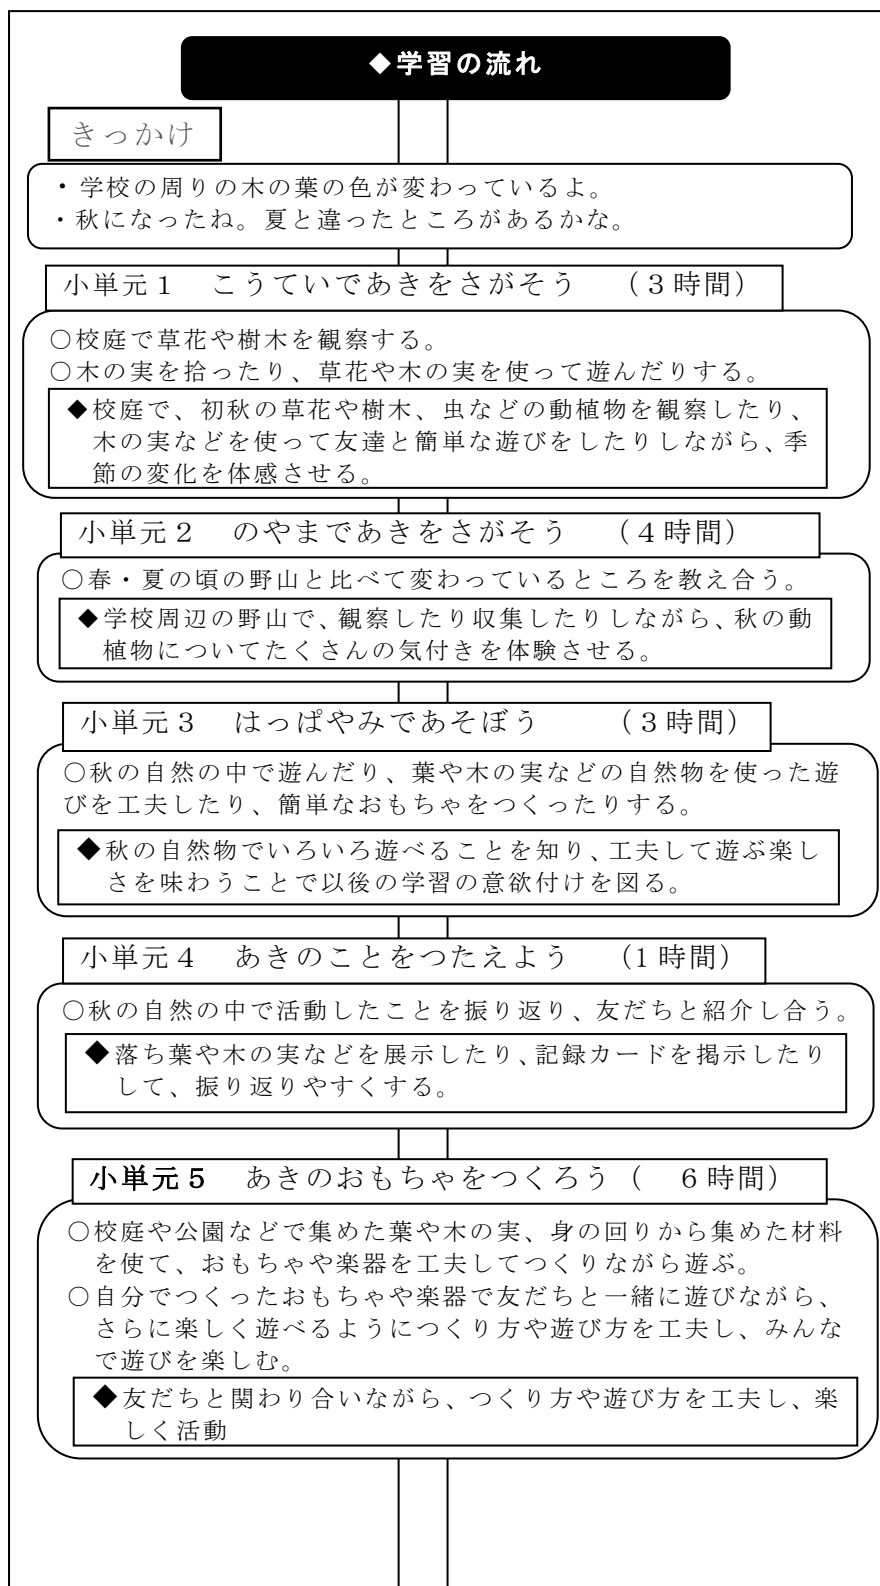 ◆学習の流れ
きっかけ
・学校の周りの木の葉の色が変わっているよ。
・秋になったね。夏と違ったところがあるかな。
小単元1 こうていであきをさがそう （3時間）
○校庭で草花や樹木を観察する。
○木の実を拾ったり、草花や木の実を使って遊んだりする。
◆校庭で、初秋の草花や樹木、虫などの動植物を観察したり、
木の実などを使って友達と簡単な遊びをしたりしながら、季
節の変化を体感させる。
小単元2 のやまであきをさがそう （4時間）
○春・夏の頃の野山と比べて変わっているところを教え合う。
◆学校周辺の野山で、観察したり収集したりしながら、秋の動
植物についてたくさんの気付きを体験させる。
小単元3 はっぱやみであそぼう （3時間）
○秋の自然の中で遊んだり、葉や木の実などの自然物を使った遊
びを工夫したり、簡単なおもちゃをつくったりする。
◆秋の自然物でいろいろ遊べることを知り、工夫して遊ぶ楽し
さを味わうことで以後の学習の意欲付けを図る。
小単元4 あきのことをつたえよう （1時間）
○秋の自然の中で活動したことを振り返り、友だちと紹介し合う。
◆落ち葉や木の実などを展示したり、記録カードを掲示したり
して、振り返りやすくする。
小単元5 あきのおもちゃをつくろう（ 6時間）
○校庭や公園などで集めた葉や木の実、身の回りから集めた材料
を使て、おもちゃや楽器を工夫してつくりながら遊ぶ。
○自分でつくったおもちゃや楽器で友だちと一緒に遊びながら、
さらに楽しく遊べるようにつくり方や遊び方を工夫し、みんな
で遊びを楽しむ。
◆友だちと関わり合いながら、つくり方や遊び方を工夫し、楽
しく活動